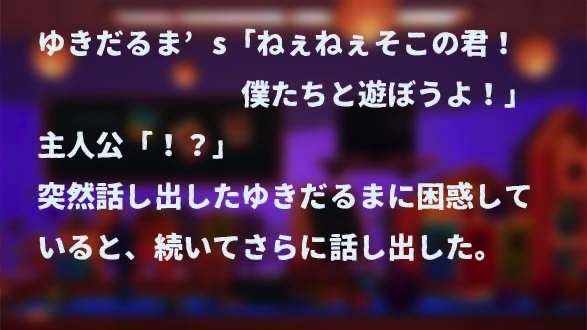 ゆきだるま’s「ねぇねぇそこの君！
僕たちと遊ぼうよ！」
主人公「！？」
突然話し出したゆきだるまに困惑して
いると、続いてさらに話し出した。